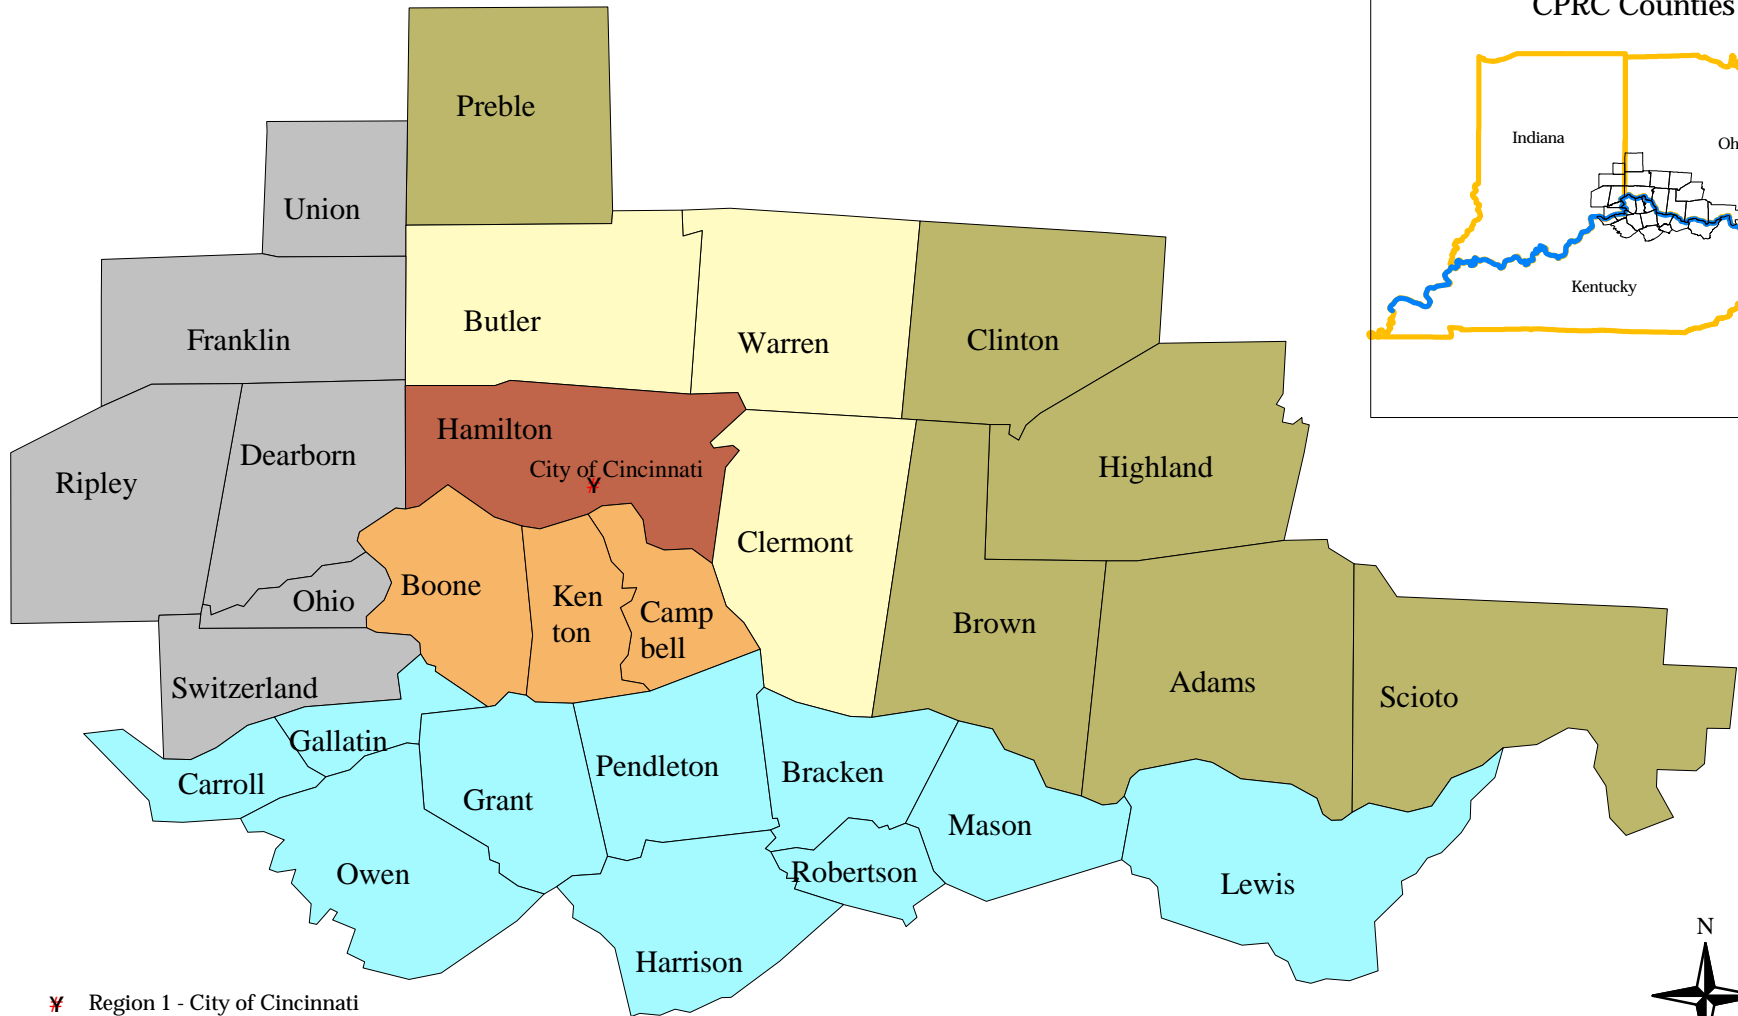 CPRC Counties
Preble
Indiana
Union
Kentucky
Butler
Franklin
Warren
Clinton
Hamilton
Dearborn
City of Cincinnati
Highland
Ripley
Clermont
Boone
Ken
ton
Ohio
Camp
bell
Brown
Switzerland
Adams
Scioto
Gallatin
Carroll
Pendleton
Bracken
Grant
Mason
Owen
Robertson
Lewis
Harrison
N
Region 1 - City of Cincinnati